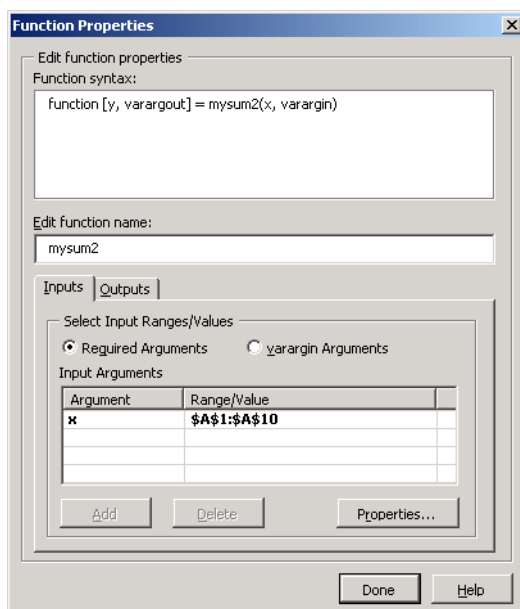 Function Properties
Edit function properties
Function syntax:
function [y, varargout] = mysum2(x, varargin)
Edit function name:
mysum2
Inputs Outputs
Select Input Ranges/Values
Required Arguments varargin Arguments
Input Arguments
Argument Range/Value
x $A$1:$A$10
Add Delete Properties...
Done Help